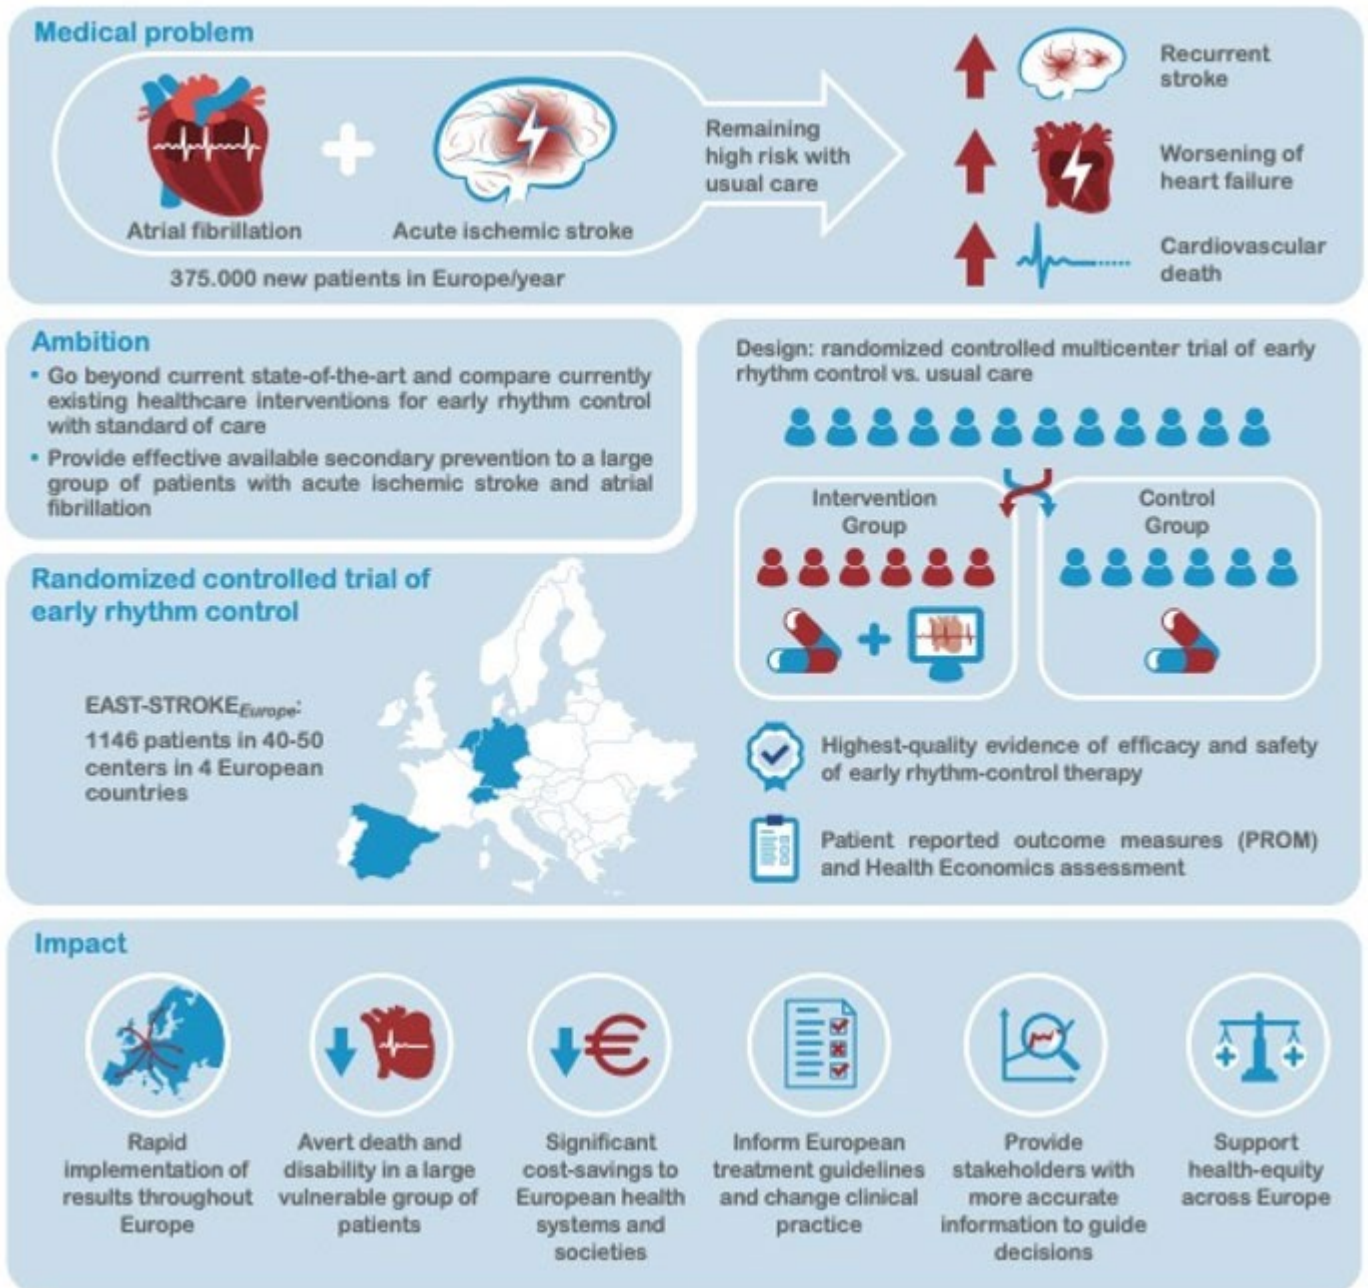 Medical problem
Atrial fibrillation
Acute ischemic stroke
375.000 new patients in Europe/year
Remaining
high risk with
usual care
Recurrent
stroke
Worsening of
heart failure
Cardiovascular
death
Ambition
• Go beyond current state-of-the-art and compare currently
existing healthcare interventions for early rhythm control
with standard of care
• Provide effective available secondary prevention to a large
group of patients with acute ischemic stroke and atrial
fibrillation
Randomized controlled trial of
early rhythm control
EAST-STROKEEurope:
1146 patients in 40-50
centers in 4 European
countries
Design: randomized controlled multicenter trial of early
rhythm control vs. usual care
Intervention
Group
Control
Group
Highest-quality evidence of efficacy and safety
of early rhythm-control therapy
Patient reported outcome measures (PROM)
and Health Economics assessment
Impact
Rapid
implementation of
results throughout
Europe
Avert death and
disability in a large
vulnerable group of
patients
€
Significant
cost-savings to
European health
systems and
societies
Inform European
treatment guidelines
and change clinical
practice
Provide
stakeholders with
more accurate
information to guide
decisions
Support
health-equity
across Europe